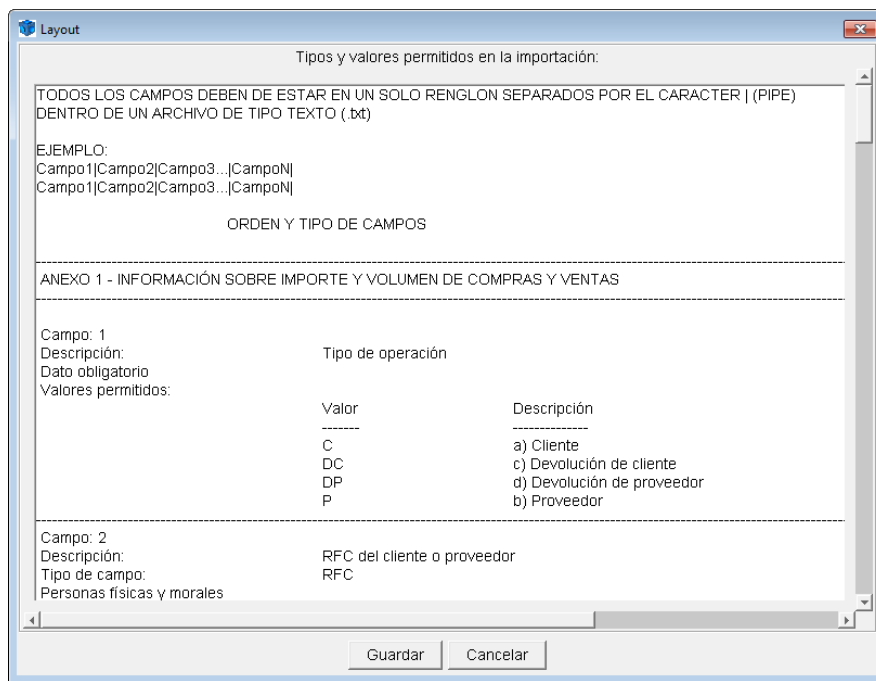 Layout
Tipos y valores permitidos en la importación:
TODOS LOS CAMPOS DEBEN DE ESTAR EN UN SOLO RENGLON SEPARADOS POR EL CARACTER | (PIPE)
DENTRO DE UN ARCHIVO DE TIPO TEXTO (.txt)
EJEMPLO:
Campo1|Campo2|Campo3...|CampoN|
Campo1|Campo2|Campo3...|CampoN|
ORDEN Y TIPO DE CAMPOS
ANEXO 1 - INFORMACIÓN SOBRE IMPORTE Y VOLUMEN DE COMPRAS Y VENTAS
Campo: 1
Descripción: Tipo de operación
Dato obligatorio
Valores permitidos:
Valor Descripción
------- --------------
C a) Cliente
DC c) Devolución de cliente
DP d) Devolución de proveedor
P b) Proveedor
Campo: 2
Descripción: RFC del cliente o proveedor
Tipo de campo: RFC
Personas físicas y morales
Guardar Cancelar